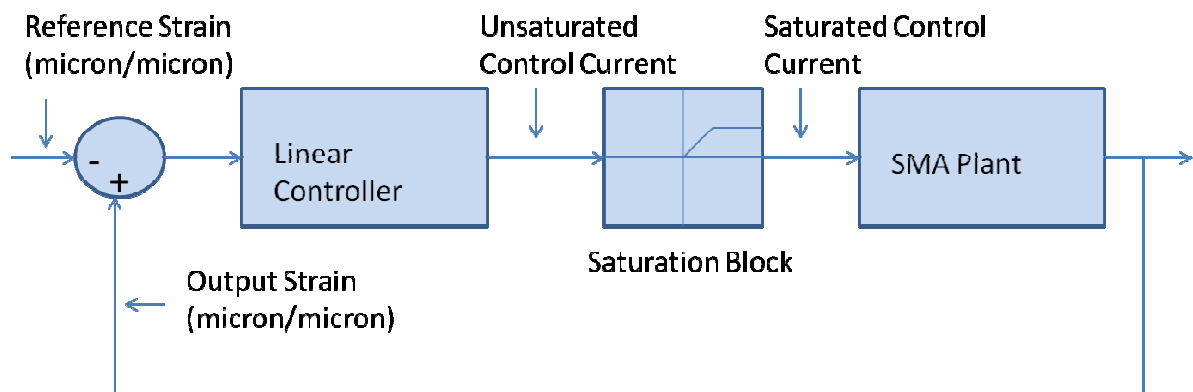 Reference Strain
(micron/micron)
Unsaturated
Control Current
Saturated Control
Current
-
+
Linear
Controller
SMA Plant
Saturation Block
Output Strain
(micron/micron)